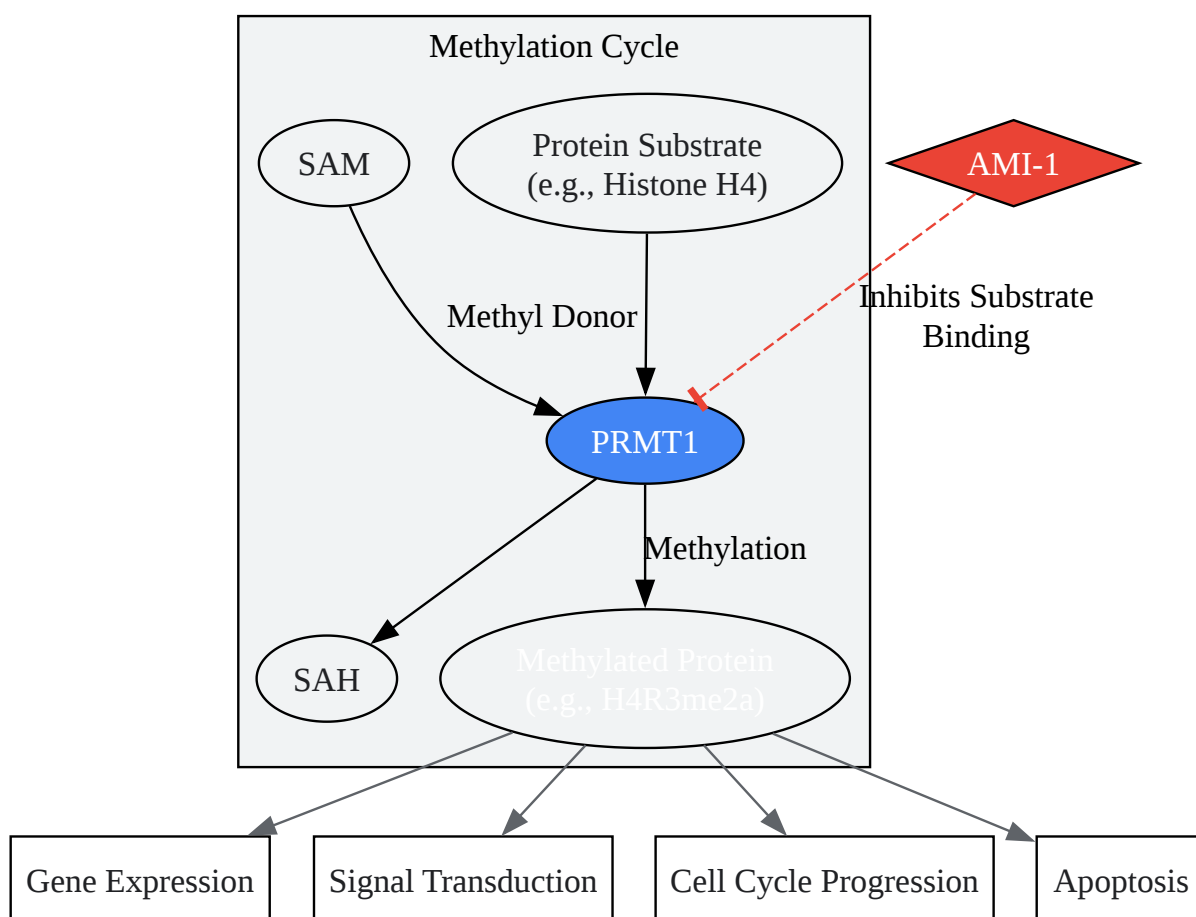 Methylation Cycle
SAM
Protein Substrate
(e.g., Histone H4)
AMI-1
Methyl Donor
Inhibits Substrate
Binding
PRMT1
Methylation
SAH
Methylated Protein
(e.g., H4R3me2a)
Gene Expression
Signal Transduction
Cell Cycle Progression
Apoptosis